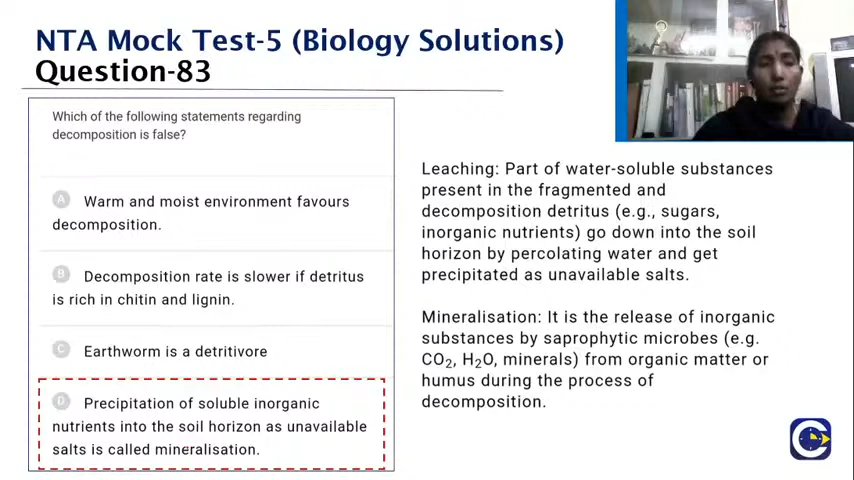 NTA Mock Test-5 (Biology Solutions)
Question-83
Which of the following statements regarding
decomposition is false?
A Warm and moist environment favours
decomposition.
B Decomposition rate is slower if detritus
is rich in chitin and lignin.
C Earthworm is a detritivore
D Precipitation of soluble inorganic
nutrients into the soil horizon as unavailable
salts is called mineralisation.
Leaching: Part of water-soluble substances
present in the fragmented and
decomposition detritus (e.g., sugars,
inorganic nutrients) go down into the soil
horizon by percolating water and get
precipitated as unavailable salts.
Mineralisation: It is the release of inorganic
substances by saprophytic microbes (e.g.
CO₂, H₂O, minerals) from organic matter or
humus during the process of
decomposition.